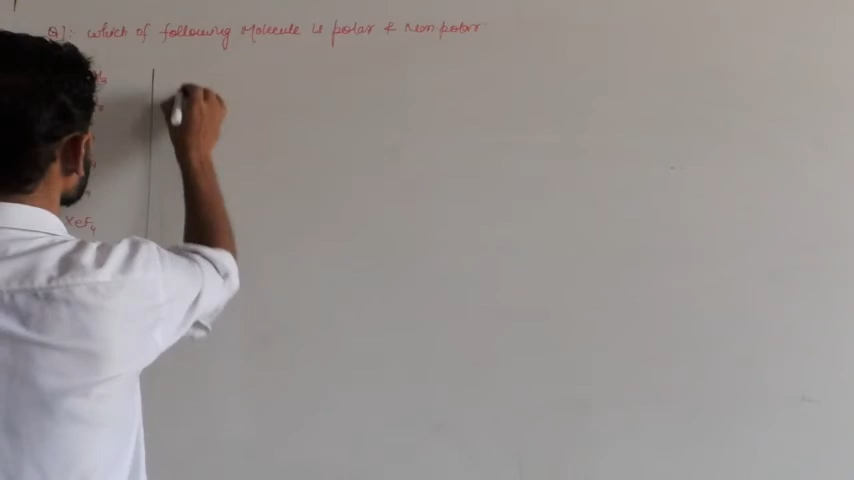 Q]:- which of following Molecule is polar & Non polar
XeF4